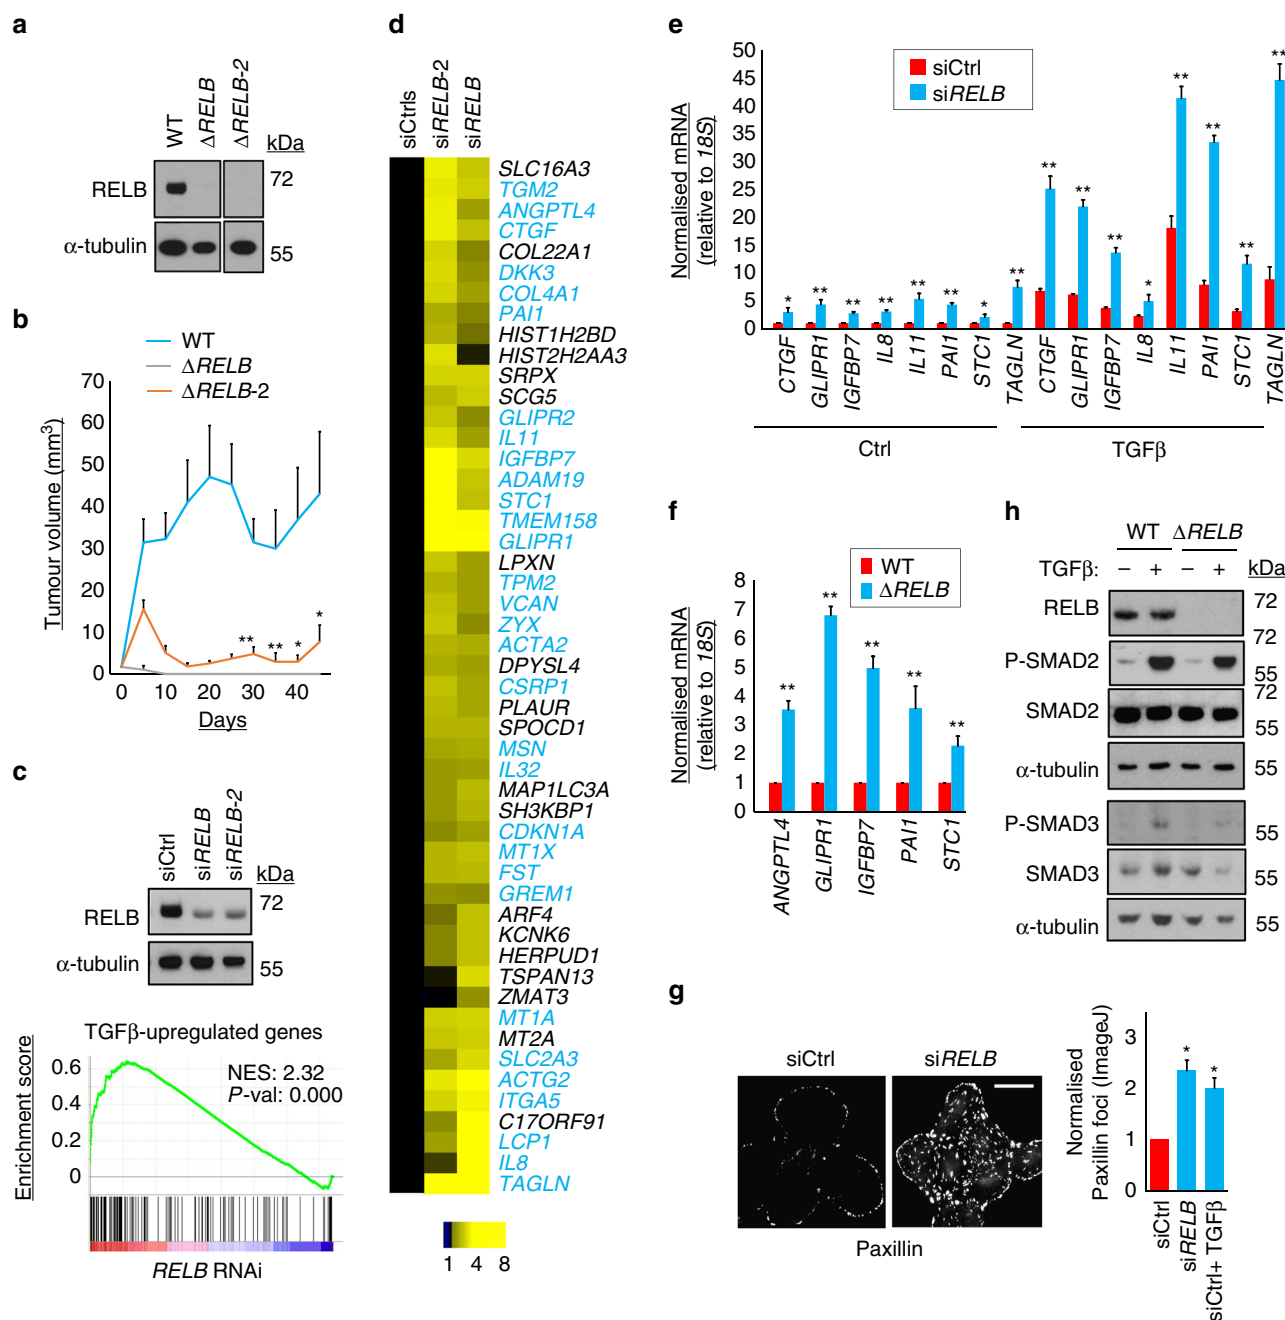 a
WT
ΔRELB
ΔRELB-2
kDa
RELB
72
α-tubulin
55
b
WT
ΔRELB
ΔRELB-2
Tumour volume (mm3)
70
60
50
40
30
20
10
0
** ** * *
0 20 40
Days
c
siCtrl
siRELB
siRELB-2
kDa
RELB
72
α-tubulin
55
TGFβ-upregulated genes
Enrichment score
0.6
0.4
0.2
0
NES: 2.32
P-val: 0.000
RELB RNAi
d
siCtrls
siRELB-2
siRELB
SLC16A3
TGM2
ANGPTL4
CTGF
COL22A1
DKK3
COL4A1
PAI1
HIST1H2BD
HIST2H2AA3
SRPX
SCG5
GLIPR2
IL11
IGFBP7
ADAM19
STC1
TMEM158
GLIPR1
LPXN
TPM2
VCAN
ZYX
ACTA2
DPYSL4
CSRP1
PLAUR
SPOCD1
MSN
IL32
MAP1LC3A
SH3KBP1
CDKN1A
MT1X
FST
GREM1
ARF4
KCNK6
HERPUD1
TSPAN13
ZMAT3
MT1A
MT2A
SLC2A3
ACTG2
ITGA5
C17ORF91
LCP1
IL8
TAGLN
1 4 8
e
siCtrl
siRELB
Normalised mRNA
(relative to 18S)
50
45
40
35
30
25
20
15
10
5
0
* ** ** ** ** ** * ** ** ** ** * ** ** ** **
CTGF
GLIPR1
IGFBP7
IL8
IL11
PAI1
STC1
TAGLN
CTGF
GLIPR1
IGFBP7
IL8
IL11
PAI1
STC1
TAGLN
Ctrl
TGFβ
f
WT
ΔRELB
Normalised mRNA
(relative to 18S)
8
7
6
5
4
3
2
1
0
** ** ** ** **
ANGPTL4
GLIPR1
IGFBP7
PAI1
STC1
h
WT ΔRELB
TGFβ: – + – + kDa
RELB
72
55
P-SMAD2
72
55
SMAD2
72
55
α-tubulin
55
P-SMAD3
55
SMAD3
55
α-tubulin
55
g
siCtrl
siRELB
Paxillin
Normalised
Paxillin foci (ImageJ)
3
2
1
0
* *
siCtrl
siRELB
siCtrl+ TGFβ